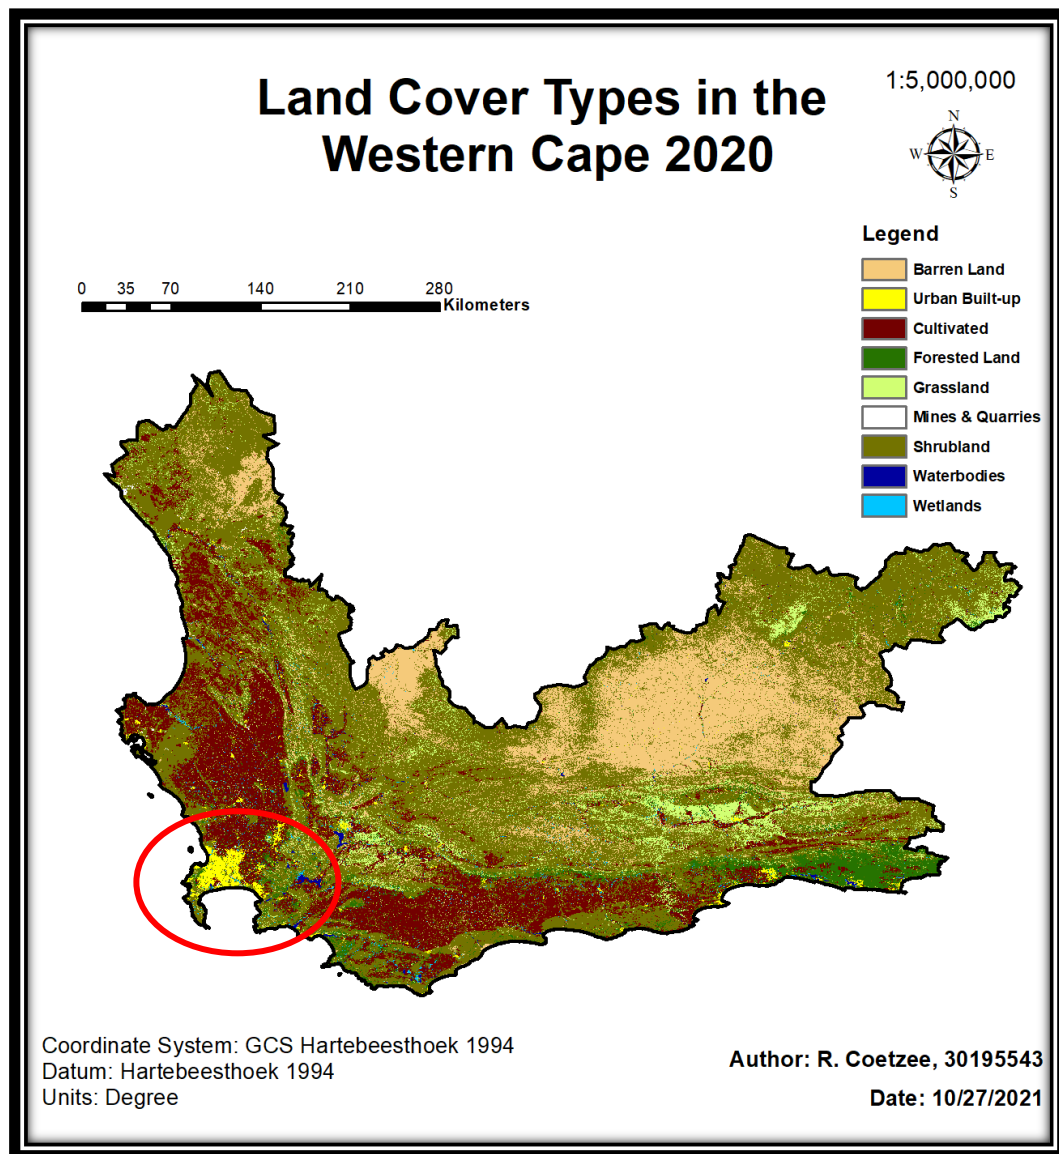 Land Cover Types in the
Western Cape 2020
1:5,000,000
N
W E
S
Legend
Barren Land
Urban Built-up
Cultivated
Forested Land
Grassland
Mines & Quarries
Shrubland
Waterbodies
Wetlands
0 35 70 140 210 280
Kilometers
Coordinate System: GCS Hartebeesthoek 1994
Datum: Hartebeesthoek 1994
Units: Degree
Author: R. Coetzee, 30195543
Date: 10/27/2021